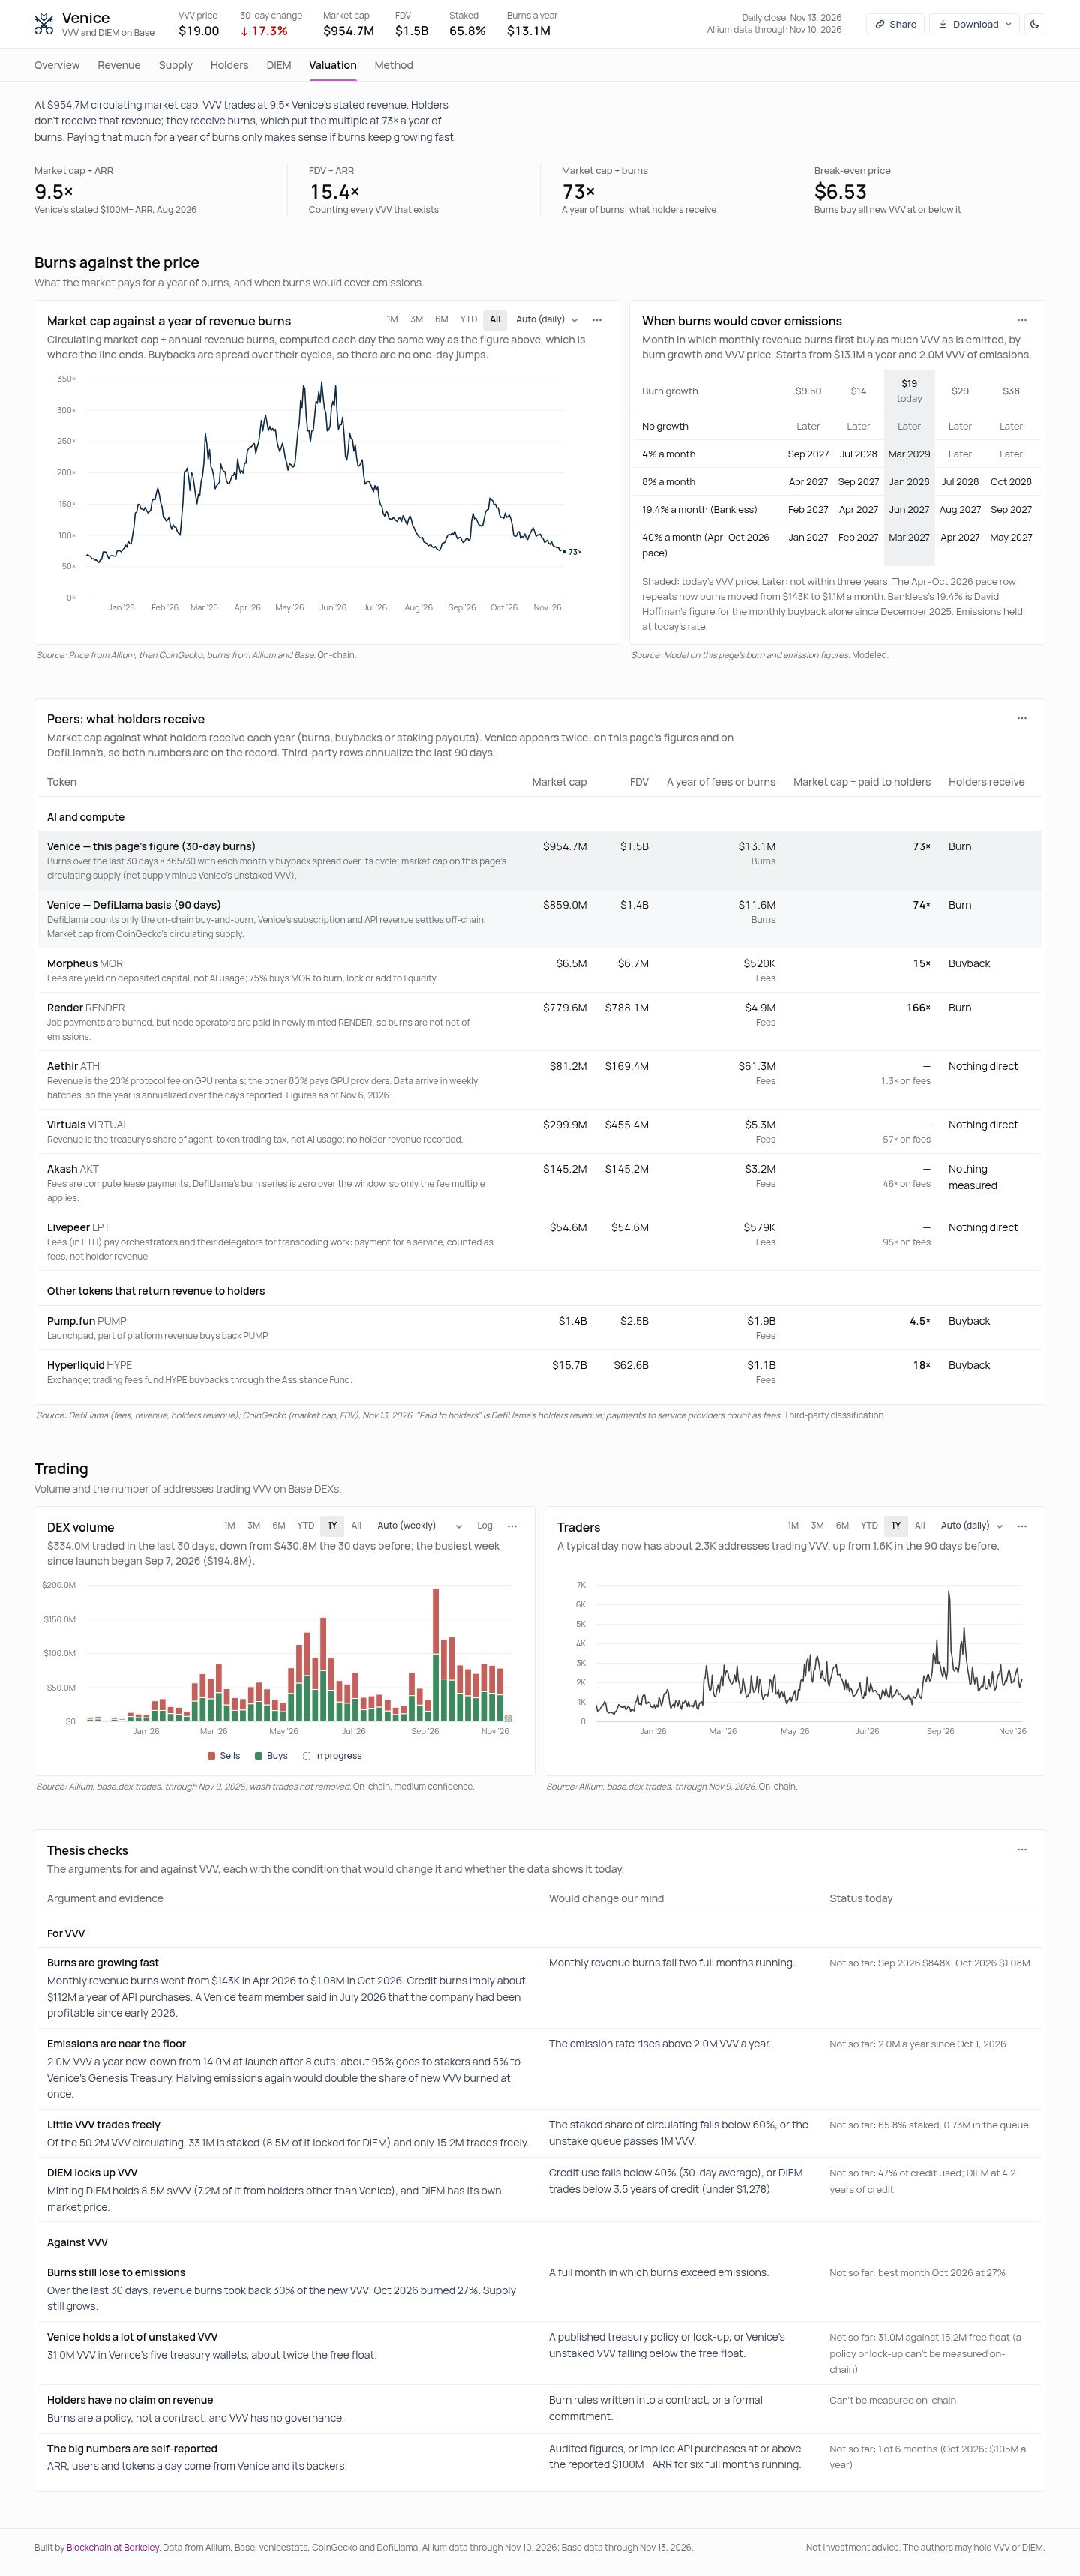 Venice
VVV and DIEM on Base
VVV price
$19.00
30-day change
↓ 17.3%
Market cap
$954.7M
FDV
$1.5B
Staked
65.8%
Burns a year
$13.1M
Daily close, Nov 13, 2026
Allium data through Nov 10, 2026
Share
Download
Overview
Revenue
Supply
Holders
DIEM
Valuation
Method
At $954.7M circulating market cap, VVV trades at 9.5× Venice's stated revenue. Holders
don't receive that revenue; they receive burns, which put the multiple at 73× a year of
burns. Paying that much for a year of burns only makes sense if burns keep growing fast.
Market cap ÷ ARR
9.5×
Venice's stated $100M+ ARR, Aug 2026
FDV ÷ ARR
15.4×
Counting every VVV that exists
Market cap ÷ burns
73×
A year of burns: what holders receive
Break-even price
$6.53
Burns buy all new VVV at or below it
Burns against the price
What the market pays for a year of burns, and when burns would cover emissions.
Market cap against a year of revenue burns
1M 3M 6M YTD All Auto (daily) ···
Circulating market cap ÷ annual revenue burns, computed each day the same way as the figure above, which is
where the line ends. Buybacks are spread over their cycles, so there are no one-day jumps.
350×
300×
250×
200×
150×
100×
50×
0×
73×
Jan '26 Feb '26 Mar '26 Apr '26 May '26 Jun '26 Jul '26 Aug '26 Sep '26 Oct '26 Nov '26
Source: Price from Allium, then CoinGecko; burns from Allium and Base. On-chain.
When burns would cover emissions
···
Month in which monthly revenue burns first buy as much VVV as is emitted, by
burn growth and VVV price. Starts from $13.1M a year and 2.0M VVV of emissions.
Burn growth $9.50 $14 $19 today $29 $38
No growth Later Later Later Later Later
4% a month Sep 2027 Jul 2028 Mar 2029 Later Later
8% a month Apr 2027 Sep 2027 Jan 2028 Jul 2028 Oct 2028
19.4% a month (Bankless) Feb 2027 Apr 2027 Jun 2027 Aug 2027 Sep 2027
40% a month (Apr–Oct 2026 Jan 2027 Feb 2027 Mar 2027 Apr 2027 May 2027
pace)
Shaded: today's VVV price. Later: not within three years. The Apr–Oct 2026 pace row
repeats how burns moved from $143K to $1.1M a month. Bankless's 19.4% is David
Hoffman's figure for the monthly buyback alone since December 2025. Emissions held
at today's rate.
Source: Model on this page's burn and emission figures. Modeled.
Peers: what holders receive
···
Market cap against what holders receive each year (burns, buybacks or staking payouts). Venice appears twice: on this page's figures and on
DefiLlama's, so both numbers are on the record. Third-party rows annualize the last 90 days.
Token Market cap FDV A year of fees or burns Market cap ÷ paid to holders Holders receive
AI and compute
Venice — this page's figure (30-day burns) $954.7M $1.5B $13.1M 73× Burn
Burns over the last 30 days × 365/30 with each monthly buyback spread over its cycle; market cap on this page's Burns
circulating supply (net supply minus Venice's unstaked VVV).
Venice — DefiLlama basis (90 days) $859.0M $1.4B $11.6M 74× Burn
DefiLlama counts only the on-chain buy-and-burn; Venice's subscription and API revenue settles off-chain. Burns
Market cap from CoinGecko's circulating supply.
Morpheus MOR $6.5M $6.7M $520K 15× Buyback
Fees are yield on deposited capital, not AI usage; 75% buys MOR to burn, lock or add to liquidity. Fees
Render RENDER $779.6M $788.1M $4.9M 166× Burn
Job payments are burned, but node operators are paid in newly minted RENDER, so burns are not net of Fees
emissions.
Aethir ATH $81.2M $169.4M $61.3M — Nothing direct
Revenue is the 20% protocol fee on GPU rentals; the other 80% pays GPU providers. Data arrive in weekly Fees 1.3× on fees
batches, so the year is annualized over the days reported. Figures as of Nov 6, 2026.
Virtuals VIRTUAL $299.9M $455.4M $5.3M — Nothing direct
Revenue is the treasury's share of agent-token trading tax, not AI usage; no holder revenue recorded. Fees 57× on fees
Akash AKT $145.2M $145.2M $3.2M — Nothing
Fees are compute lease payments; DefiLlama's burn series is zero over the window, so only the fee multiple Fees 46× on fees measured
applies.
Livepeer LPT $54.6M $54.6M $579K — Nothing direct
Fees (in ETH) pay orchestrators and their delegators for transcoding work: payment for a service, counted as Fees 95× on fees
fees, not holder revenue.
Other tokens that return revenue to holders
Pump.fun PUMP $1.4B $2.5B $1.9B 4.5× Buyback
Launchpad; part of platform revenue buys back PUMP. Fees
Hyperliquid HYPE $15.7B $62.6B $1.1B 18× Buyback
Exchange; trading fees fund HYPE buybacks through the Assistance Fund. Fees
Source: DefiLlama (fees, revenue, holders revenue); CoinGecko (market cap, FDV), Nov 13, 2026. "Paid to holders" is DefiLlama's holders revenue; payments to service providers count as fees. Third-party classification.
Trading
Volume and the number of addresses trading VVV on Base DEXs.
DEX volume
1M 3M 6M YTD 1Y All Auto (weekly) Log ···
$334.0M traded in the last 30 days, down from $430.8M the 30 days before; the busiest week
since launch began Sep 7, 2026 ($194.8M).
$200.0M
$150.0M
$100.0M
$50.0M
$0
Jan '26 Mar '26 May '26 Jul '26 Sep '26 Nov '26
Sells Buys In progress
Source: Allium, base.dex.trades, through Nov 9, 2026; wash trades not removed. On-chain, medium confidence.
Traders
1M 3M 6M YTD 1Y All Auto (daily) ···
A typical day now has about 2.3K addresses trading VVV, up from 1.6K in the 90 days before.
7K
6K
5K
4K
3K
2K
1K
0
Jan '26 Mar '26 May '26 Jul '26 Sep '26 Nov '26
Source: Allium, base.dex.trades, through Nov 9, 2026. On-chain.
Thesis checks
···
The arguments for and against VVV, each with the condition that would change it and whether the data shows it today.
Argument and evidence Would change our mind Status today
For VVV
Burns are growing fast Monthly revenue burns fall two full months running. Not so far: Sep 2026 $848K, Oct 2026 $1.08M
Monthly revenue burns went from $143K in Apr 2026 to $1.08M in Oct 2026. Credit burns imply about
$112M a year of API purchases. A Venice team member said in July 2026 that the company had been
profitable since early 2026.
Emissions are near the floor The emission rate rises above 2.0M VVV a year. Not so far: 2.0M a year since Oct 1, 2026
2.0M VVV a year now, down from 14.0M at launch after 8 cuts; about 95% goes to stakers and 5% to
Venice's Genesis Treasury. Halving emissions again would double the share of new VVV burned at
once.
Little VVV trades freely The staked share of circulating falls below 60%, or the Not so far: 65.8% staked, 0.73M in the queue
Of the 50.2M VVV circulating, 33.1M is staked (8.5M of it locked for DIEM) and only 15.2M trades freely. unstake queue passes 1M VVV.
DIEM locks up VVV Credit use falls below 40% (30-day average), or DIEM Not so far: 47% of credit used; DIEM at 4.2
Minting DIEM holds 8.5M sVVV (7.2M of it from holders other than Venice), and DIEM has its own trades below 3.5 years of credit (under $1,278). years of credit
market price.
Against VVV
Burns still lose to emissions A full month in which burns exceed emissions. Not so far: best month Oct 2026 at 27%
Over the last 30 days, revenue burns took back 30% of the new VVV; Oct 2026 burned 27%. Supply
still grows.
Venice holds a lot of unstaked VVV A published treasury policy or lock-up, or Venice's Not so far: 31.0M against 15.2M free float (a
31.0M VVV in Venice's five treasury wallets, about twice the free float. unstaked VVV falling below the free float. policy or lock-up can't be measured on-
chain)
Holders have no claim on revenue Burn rules written into a contract, or a formal Can't be measured on-chain
Burns are a policy, not a contract, and VVV has no governance. commitment.
The big numbers are self-reported Audited figures, or implied API purchases at or above Not so far: 1 of 6 months (Oct 2026: $105M a
ARR, users and tokens a day come from Venice and its backers. the reported $100M+ ARR for six full months running. year)
Built by Blockchain at Berkeley. Data from Allium, Base, venicestats, CoinGecko and DefiLlama. Allium data through Nov 10, 2026; Base data through Nov 13, 2026.
Not investment advice. The authors may hold VVV or DIEM.